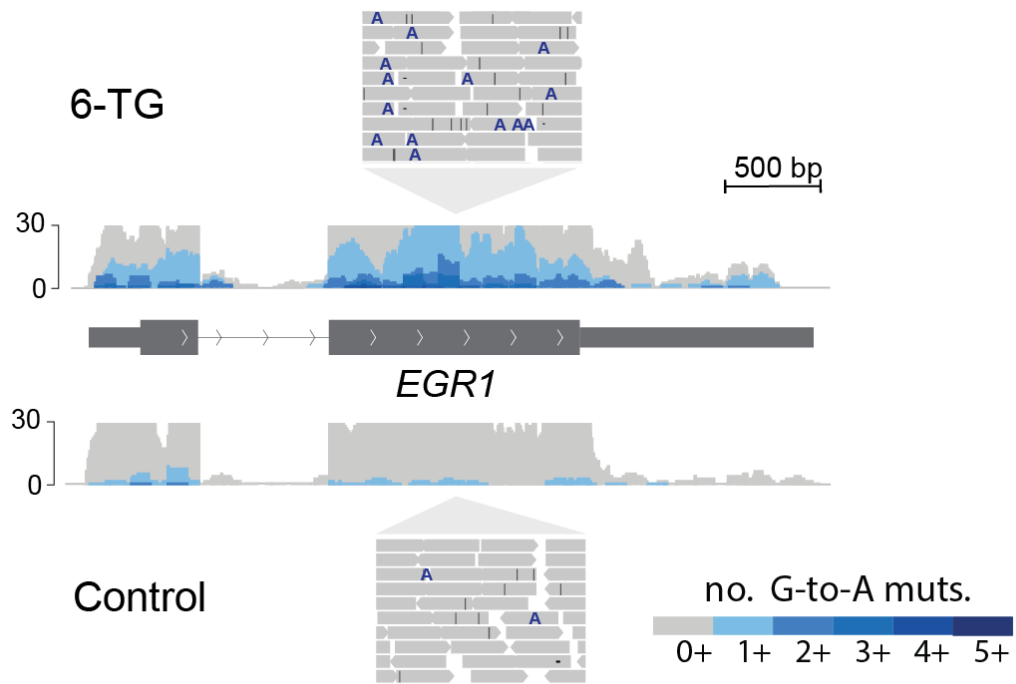 A
A
A
A
A A
A
A
A AA
A A
A
6-TG
500 bp
30
0
EGR1
30
0
A
A
Control
no. G-to-A muts.
0+ 1+ 2+ 3+ 4+ 5+